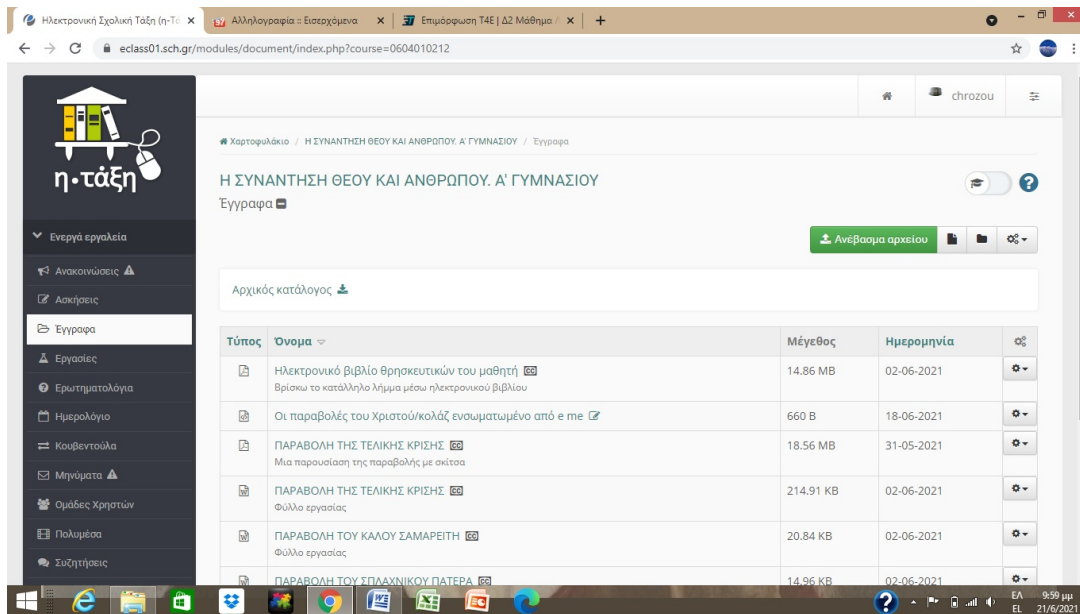 Ηλεκτρονική Σχολική Τάξη (η-Τά
Αλληλογραφία :: Εισερχόμενα
Επιμόρφωση Τ4Ε | Δ2 Μάθημα /
eclass01.sch.gr/modules/document/index.php?course=0604010212
chrozou
η•τάξη
Χαρτοφυλάκιο / Η ΣΥΝΑΝΤΗΣΗ ΘΕΟΥ ΚΑΙ ΑΝΘΡΩΠΟΥ. Α' ΓΥΜΝΑΣΙΟΥ / Έγγραφα
Η ΣΥΝΑΝΤΗΣΗ ΘΕΟΥ ΚΑΙ ΑΝΘΡΩΠΟΥ. Α' ΓΥΜΝΑΣΙΟΥ
Έγγραφα
Ενεργά εργαλεία
Ανακοινώσεις
Ασκήσεις
Έγγραφα
Εργασίες
Ερωτηματολόγια
Ημερολόγιο
Κουβεντούλα
Μηνύματα
Ομάδες Χρηστών
Πολυμέσα
Συζητήσεις
Ανέβασμα αρχείου
Αρχικός κατάλογος
Τύπος Όνομα Μέγεθος Ημερομηνία
Ηλεκτρονικό βιβλίο θρησκευτικών του μαθητή cc 14.86 MB 02-06-2021
Βρίσκω το κατάλληλο λήμμα μέσω ηλεκτρονικού βιβλίου
Οι παραβολές του Χριστού/κολάζ ενσωματωμένο από e me 660 B 18-06-2021
ΠΑΡΑΒΟΛΗ ΤΗΣ ΤΕΛΙΚΗΣ ΚΡΙΣΗΣ cc 18.56 MB 31-05-2021
Μια παρουσίαση της παραβολής με σκίτσα
ΠΑΡΑΒΟΛΗ ΤΗΣ ΤΕΛΙΚΗΣ ΚΡΙΣΗΣ cc 214.91 KB 02-06-2021
Φύλλο εργασίας
ΠΑΡΑΒΟΛΗ ΤΟΥ ΚΑΛΟΥ ΣΑΜΑΡΕΙΤΗ cc 20.84 KB 02-06-2021
Φύλλο εργασίας
ΠΑΡΑΒΟΛΗ ΤΟΥ ΣΠΛΑΧΝΙΚΟΥ ΠΑΤΕΡΑ cc 14.96 KB 02-06-2021
ΕΛ 9:59 μμ
EL 21/6/2021